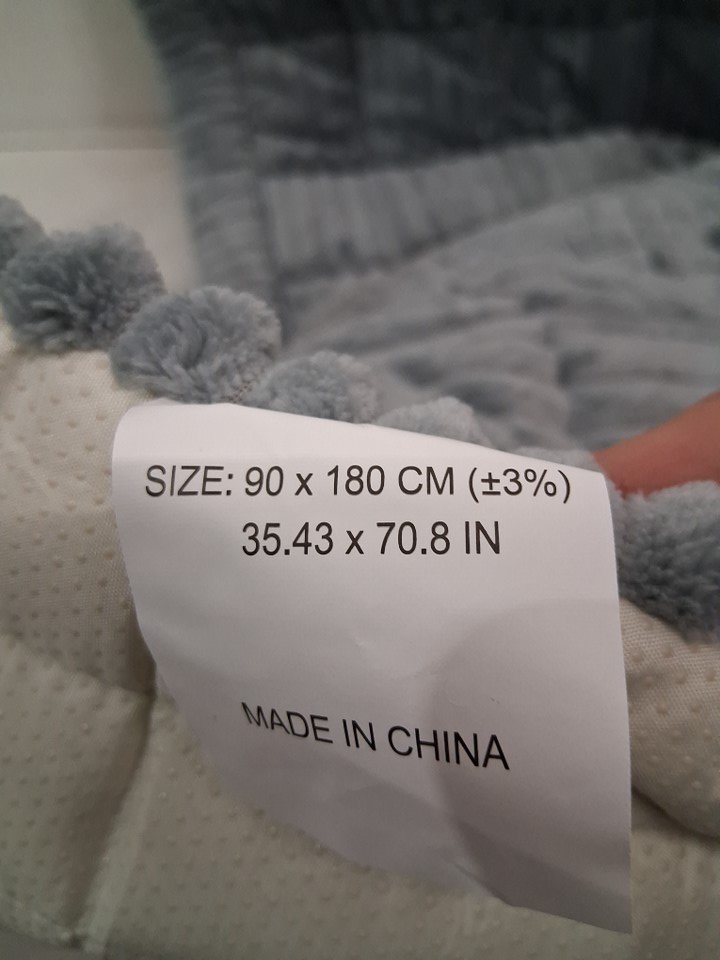 SIZE: 90 x 180 CM (±3%)
35.43 x 70.8 IN
MADE IN CHINA